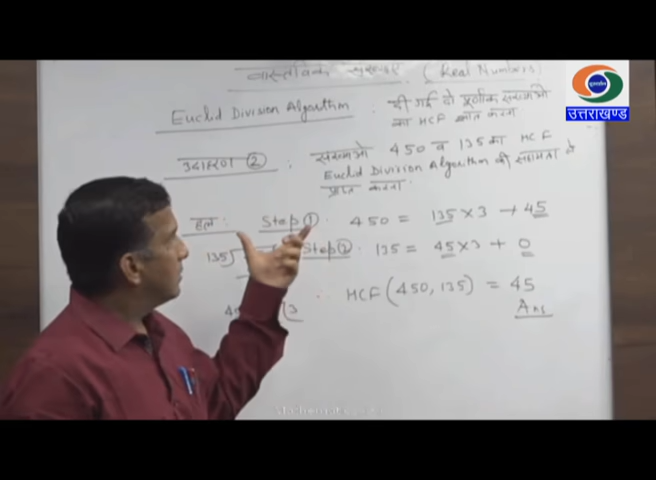 वास्तविक संख्याएं (Real Numbers)
Euclid Division Algorithm : दी गई दो पूर्णांक संख्याओं
का HCF ज्ञात करना
उदाहरण ② : संख्याओं 450 व 135 का HCF
Euclid Division Algorithm की सहायता से
प्राप्त करना.
हल : Step ① . 450 = 135 × 3 + 45
135 Step ② . 135 = 45 × 3 + 0
3 ∴ HCF (450, 135) = 45
Ans
उत्तराखण्ड